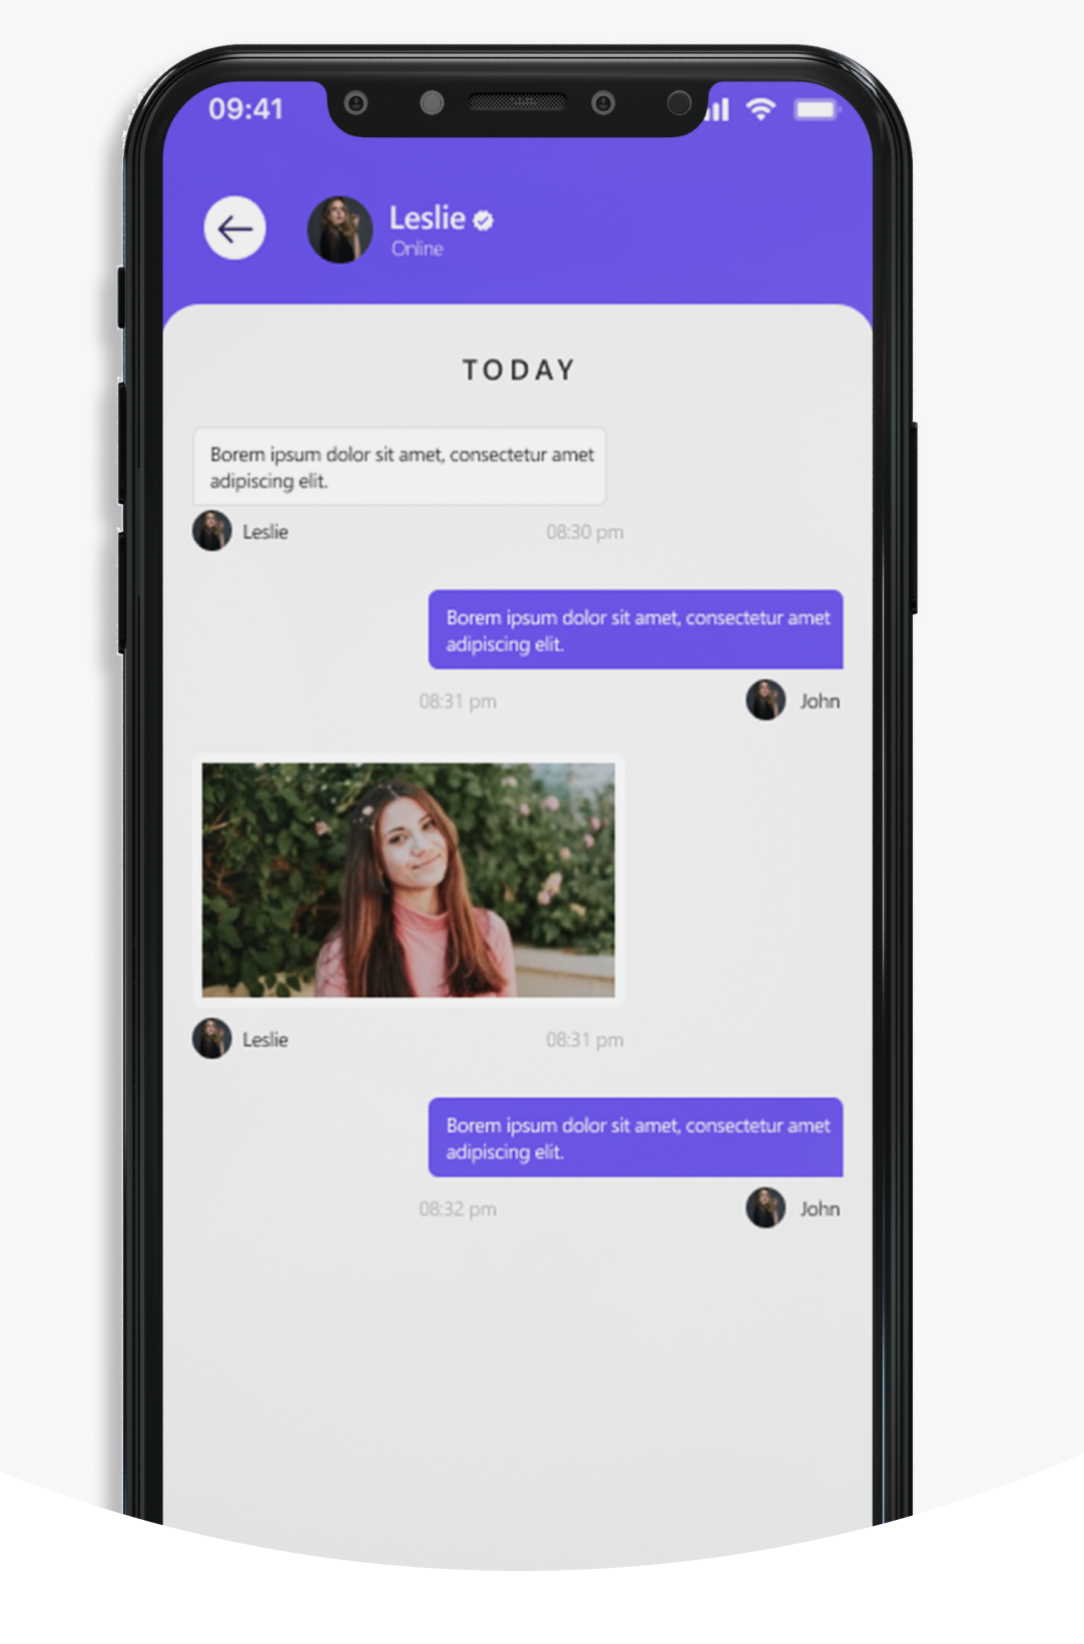 09:41
Leslie
Online
TODAY
Borem ipsum dolor sit amet, consectetur amet
adipiscing elit.
Leslie 08:30 pm
Borem ipsum dolor sit amet, consectetur amet
adipiscing elit.
08:31 pm John
Leslie 08:31 pm
Borem ipsum dolor sit amet, consectetur amet
adipiscing elit.
08:32 pm John